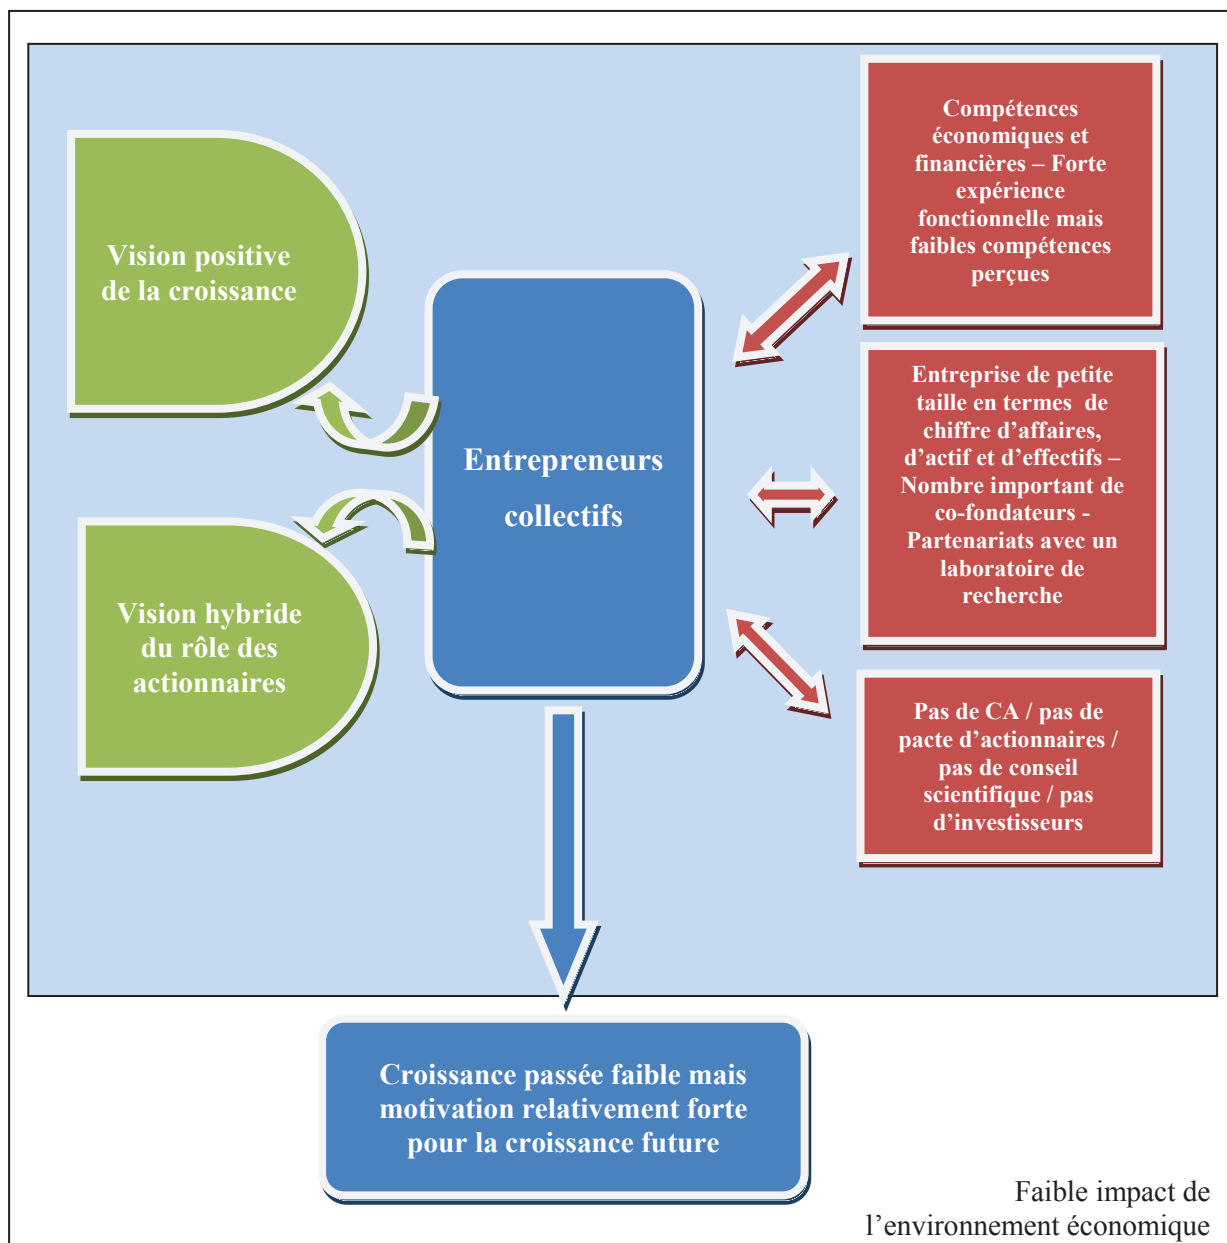 Vision positive
de la croissance
Vision hybride
du rôle des
actionnaires
Entrepreneurs
collectifs
Compétences
économiques et
financières – Forte
expérience
fonctionnelle mais
faibles compétences
perçues
Entreprise de petite
taille en termes de
chiffre d’affaires,
d’actif et d’effectifs –
Nombre important de
co-fondateurs -
Partenariats avec un
laboratoire de
recherche
Pas de CA / pas de
pacte d’actionnaires /
pas de conseil
scientifique / pas
d’investisseurs
Croissance passée faible mais
motivation relativement forte
pour la croissance future
Faible impact de
l’environnement économique